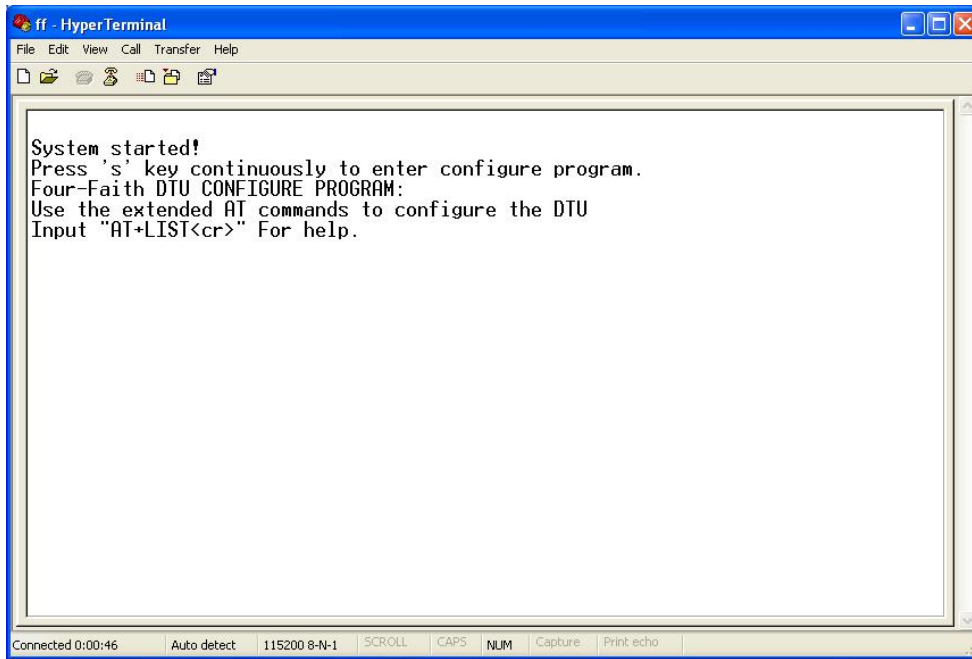 ff - HyperTerminal
File Edit View Call Transfer Help
System started!
Press 's' key continuously to enter configure program.
Four-Faith DTU CONFIGURE PROGRAM:
Use the extended AT commands to configure the DTU
Input "AT+LIST<cr>" For help.
Connected 0:00:46 Auto detect 115200 8-N-1 SCROLL CAPS NUM Capture Print echo